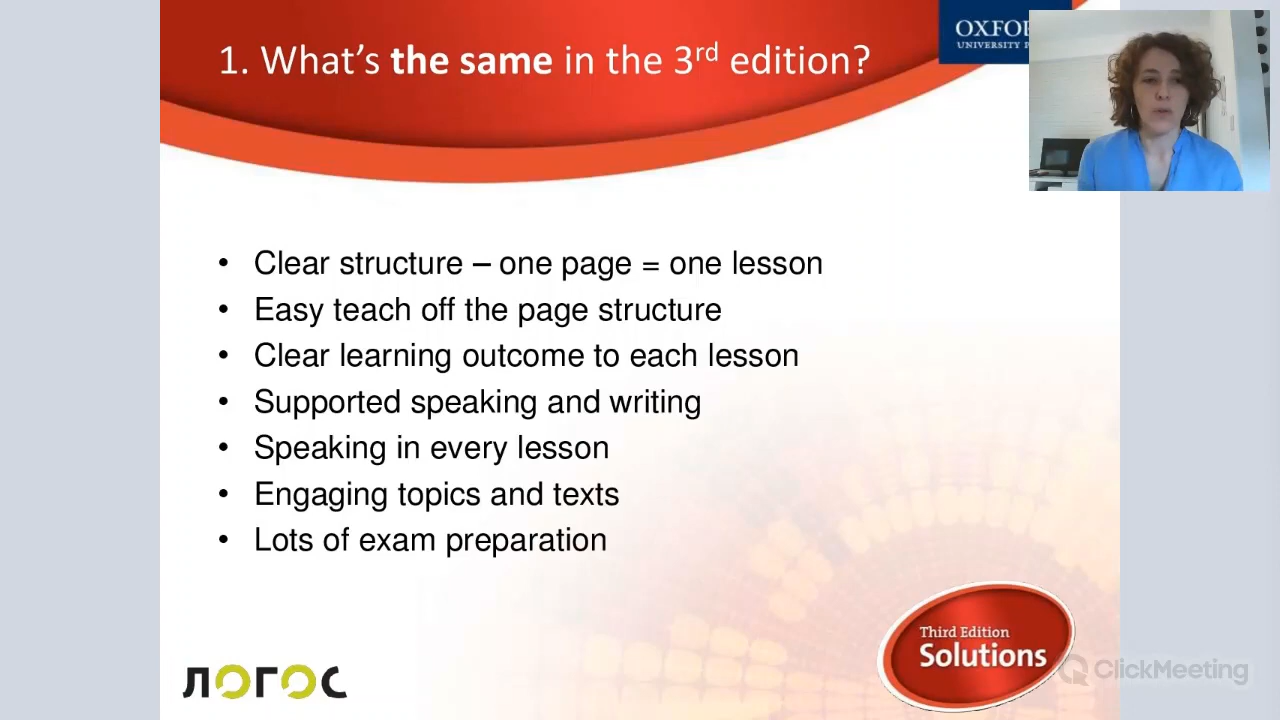 1. What's the same in the 3rd edition?
OXFO
UNIVERSITY P
• Clear structure – one page = one lesson
• Easy teach off the page structure
• Clear learning outcome to each lesson
• Supported speaking and writing
• Speaking in every lesson
• Engaging topics and texts
• Lots of exam preparation
Third Edition
Solutions
ЛОГОС
ClickMeeting